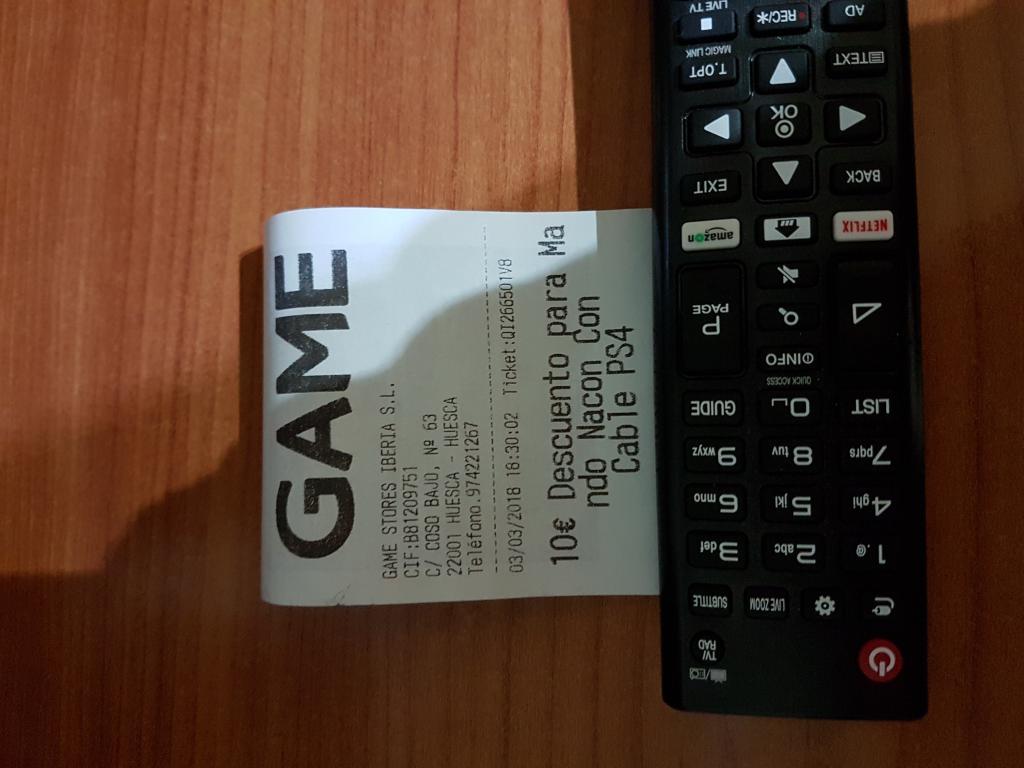 GAME
GAME STORES IBERIA S.L.
CIF:B81209751
C/ COSO BAJO, Nº 63
22001 HUESCA - HUESCA
Teléfono.974221267
03/03/2018 18:30:02 Ticket:QI266501V8
10€ Descuento para Ma
ndo Nacon Con
Cable PS4
TV/
RAD
SUBTITLE
LIVE ZOOM
1.@
2abc
3def
4ghi
5jkl
6mno
7pqrs
8tuv
9wxyz
LIST
0
QUICK ACCESS
GUIDE
INFO
P
PAGE
NETFLIX
amazon
BACK
EXIT
OK
TEXT
T.OPT
MAGIC LINK
AD
REC/*
LIVE TV